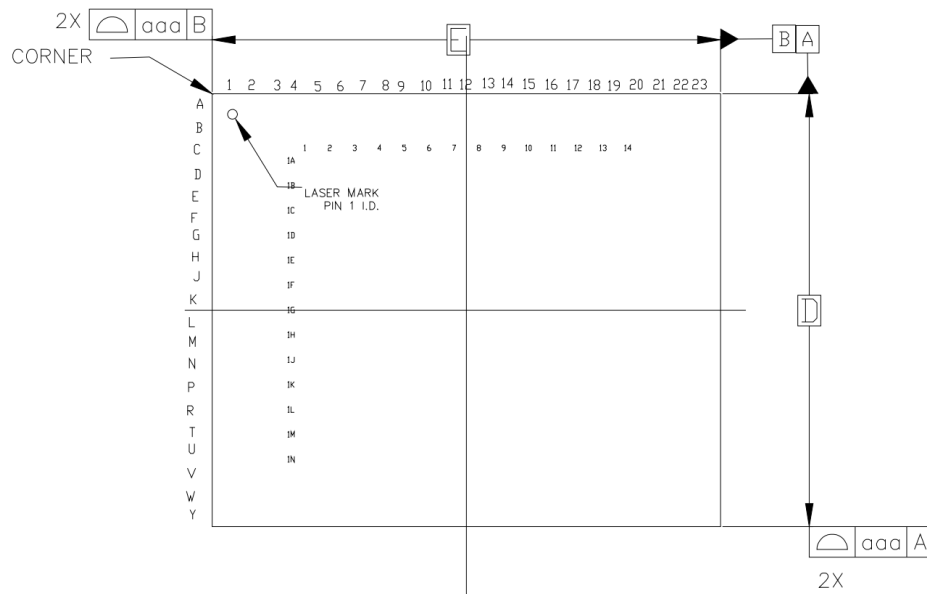 2X aaa B
E
B A
CORNER
1 2 3 4 5 6 7 8 9 10 11 12 13 14 15 16 17 18 19 20 21 22 23
A
B
C
D
E
F
G
H
J
K
L
M
N
P
R
T
U
V
W
Y
1 2 3 4 5 6 7 8 9 10 11 12 13 14
1A
1B
1C
1D
1E
1F
1G
1H
1J
1K
1L
1M
1N
LASER MARK
PIN 1 I.D.
D
aaa A
2X